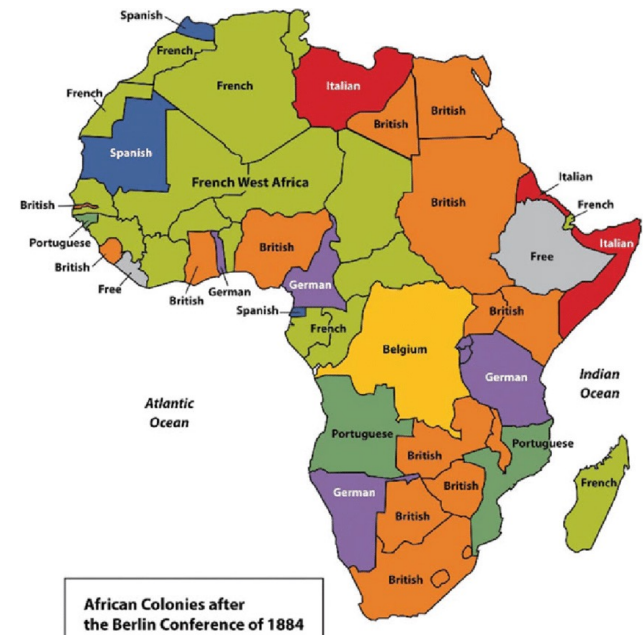 Spanish
French
French
French
Italian
British
British
Spanish
French West Africa
British
Italian
French
Italian
British
Portuguese
British
Free
British
German
British
German
Spanish
French
Free
British
Belgium
German
Indian
Ocean
Atlantic
Ocean
Portuguese
British
Portuguese
German
British
British
French
British
African Colonies after
the Berlin Conference of 1884